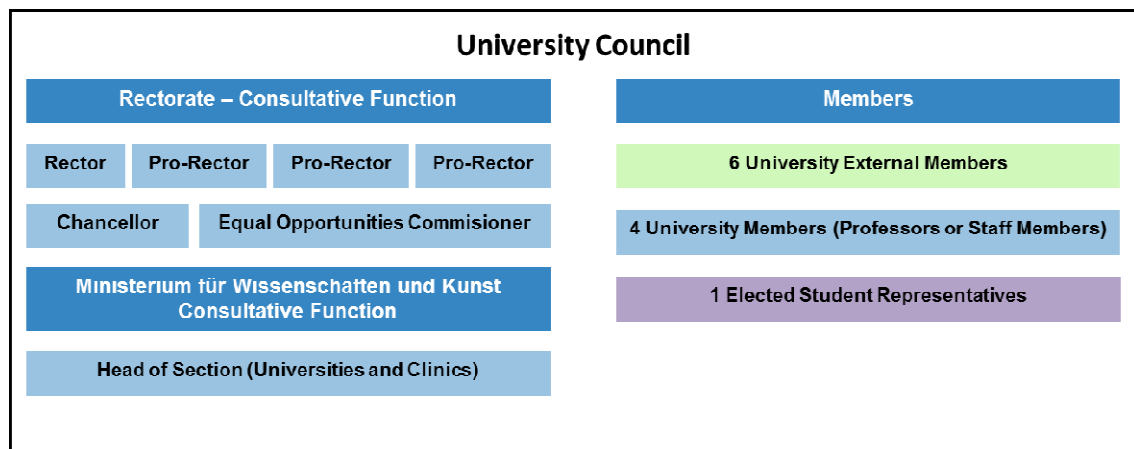 University Council
Rectorate – Consultative Function
Rector
Pro-Rector
Pro-Rector
Pro-Rector
Chancellor
Equal Opportunities Commisioner
Ministerium für Wissenschaften und Kunst
Consultative Function
Head of Section (Universities and Clinics)
Members
6 University External Members
4 University Members (Professors or Staff Members)
1 Elected Student Representatives